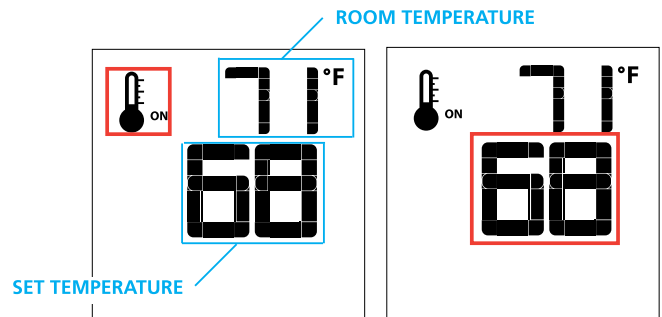 ROOM TEMPERATURE
71 °F
ON
68
SET TEMPERATURE
71 °F
ON
68